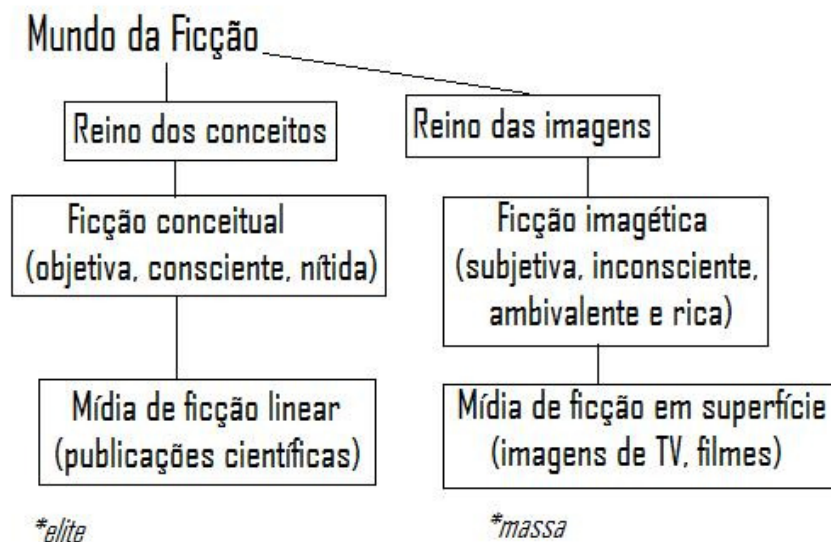 Mundo da Ficção
Reino dos conceitos
Ficção conceitual
(objetiva, consciente, nítida)
Mídia de ficção linear
(publicações científicas)
*elite
Reino das imagens
Ficção imagética
(subjetiva, inconsciente,
ambivalente e rica)
Mídia de ficção em superfície
(imagens de TV, filmes)
*massa